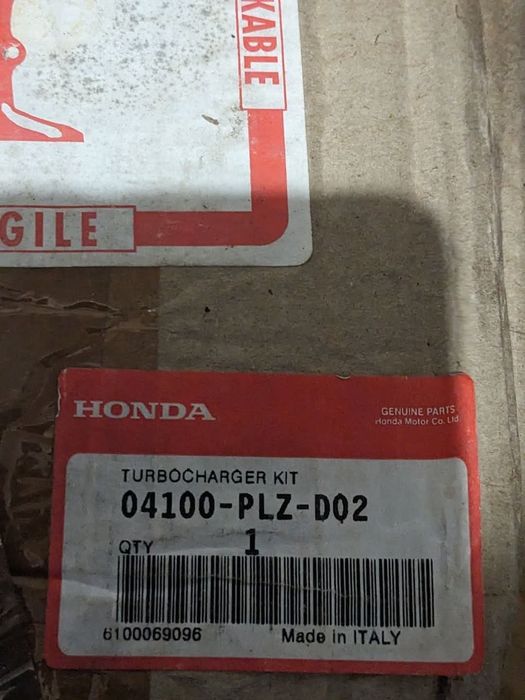 KABLE
GILE
HONDA
GENUINE PARTS
Honda Motor Co. Ltd.
TURBOCHARGER KIT
04100-PLZ-D02
QTY 1
6100069096 Made in ITALY